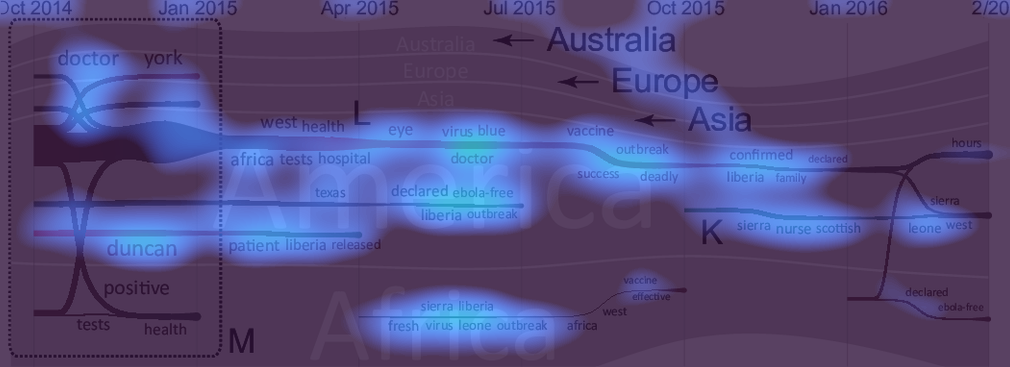 Oct 2014 Jan 2015 Apr 2015 Jul 2015 Oct 2015 Jan 2016 2/20
Australia
Australia
Europe
Europe
Asia
Asia
America
Africa
doctor york
L
west health
africa tests hospital
eye virus blue
doctor
vaccine
outbreak
success deadly
confirmed declared
liberia family
hours
texas
declared ebola-free
liberia outbreak
K
sierra nurse scottish
sierra
leone west
duncan
patient liberia released
positive
tests health
M
sierra liberia
fresh virus leone outbreak africa
west
vaccine
effective
declared
ebola-free